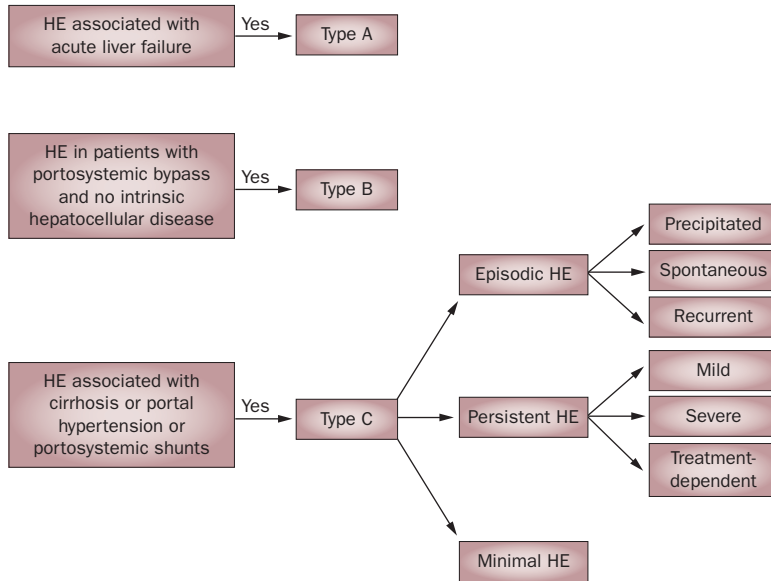 HE associated with
acute liver failure
Yes
Type A
HE in patients with
portosystemic bypass
and no intrinsic
hepatocellular disease
Yes
Type B
HE associated with
cirrhosis or portal
hypertension or
portosystemic shunts
Yes
Type C
Episodic HE
Precipitated
Spontaneous
Recurrent
Persistent HE
Mild
Severe
Treatment-
dependent
Minimal HE